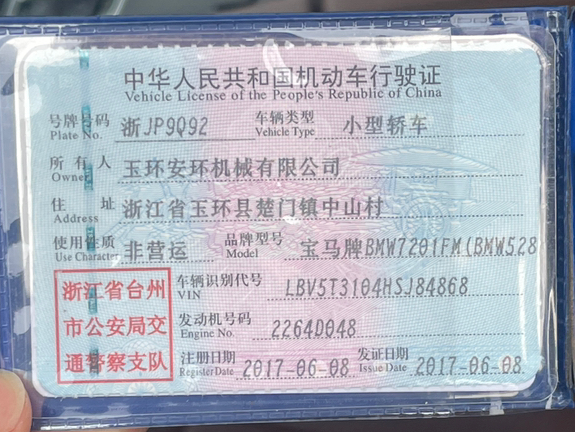 中华人民共和国机动车行驶证
Vehicle License of the People's Republic of China
号牌号码 浙JP9Q92 车辆类型 小型轿车
Plate No. Vehicle Type
所有人 玉环安环机械有限公司
Owner
住址 浙江省玉环县楚门镇中山村
Address
使用性质 非营运 品牌型号 宝马牌BMW7201FM(BMW528
Use Character Model
浙江省台州
市公安局交
通警察支队
车辆识别代号 LBV5T3104HSJ84868
VIN
发动机号码 2264D048
Engine No.
注册日期 2017-06-08 发证日期 2017-06-08
Register Date Issue Date